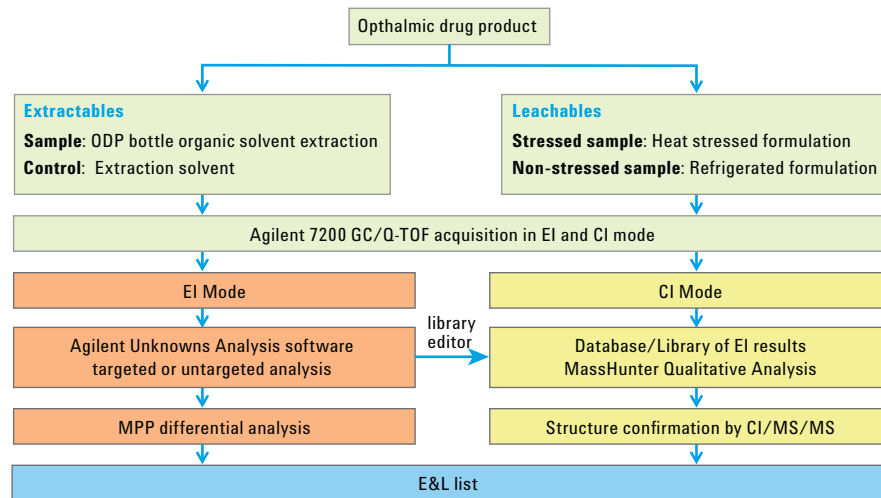 Opthalmic drug product
Extractables
Sample: ODP bottle organic solvent extraction
Control: Extraction solvent
Leachables
Stressed sample: Heat stressed formulation
Non-stressed sample: Refrigerated formulation
Agilent 7200 GC/Q-TOF acquisition in EI and CI mode
EI Mode
CI Mode
Agilent Unknowns Analysis software
targeted or untargeted analysis
library
editor
Database/Library of EI results
MassHunter Qualitative Analysis
MPP differential analysis
Structure confirmation by CI/MS/MS
E&L list